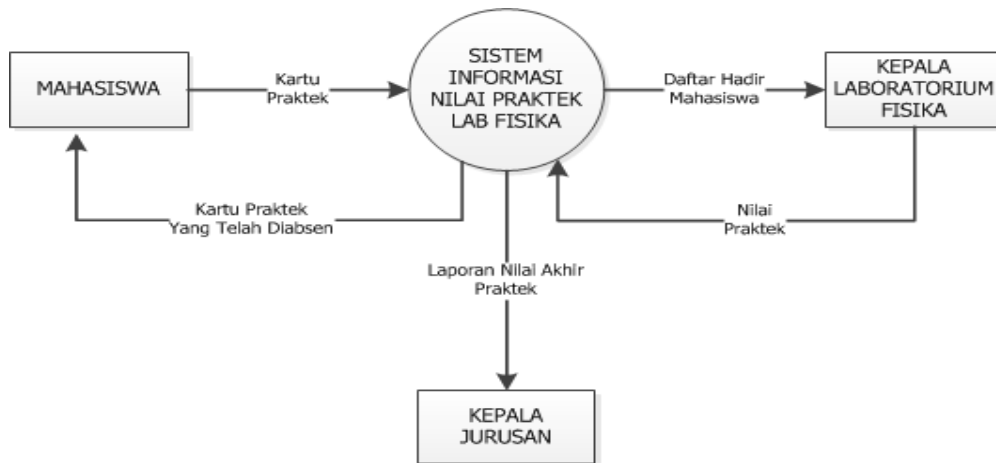 MAHASISWA
Kartu
Praktek
SISTEM
INFORMASI
NILAI PRAKTEK
LAB FISIKA
Daftar Hadir
Mahasiswa
KEPALA
LABORATORIUM
FISIKA
Kartu Praktek
Yang Telah Diabsen
Nilai
Praktek
Laporan Nilai Akhir
Praktek
KEPALA
JURUSAN